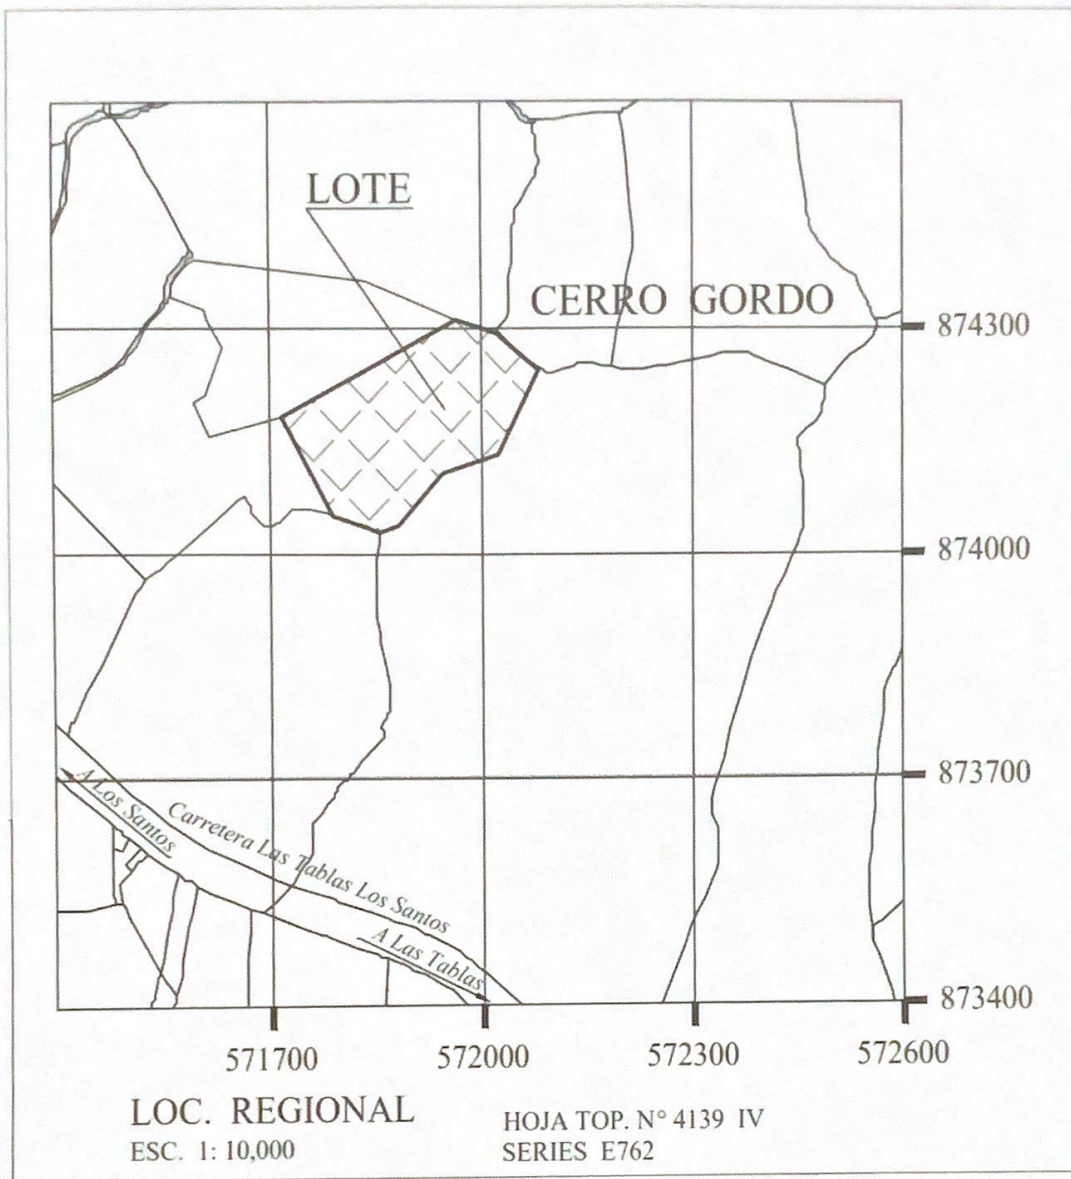 LOTE
CERRO GORDO
874300
874000
873700
873400
A Los Santos
Carretera Las Tablas Los Santos
A Las Tablas
571700
572000
572300
572600
LOC. REGIONAL
ESC. 1: 10,000
HOJA TOP. N° 4139 IV
SERIES E762